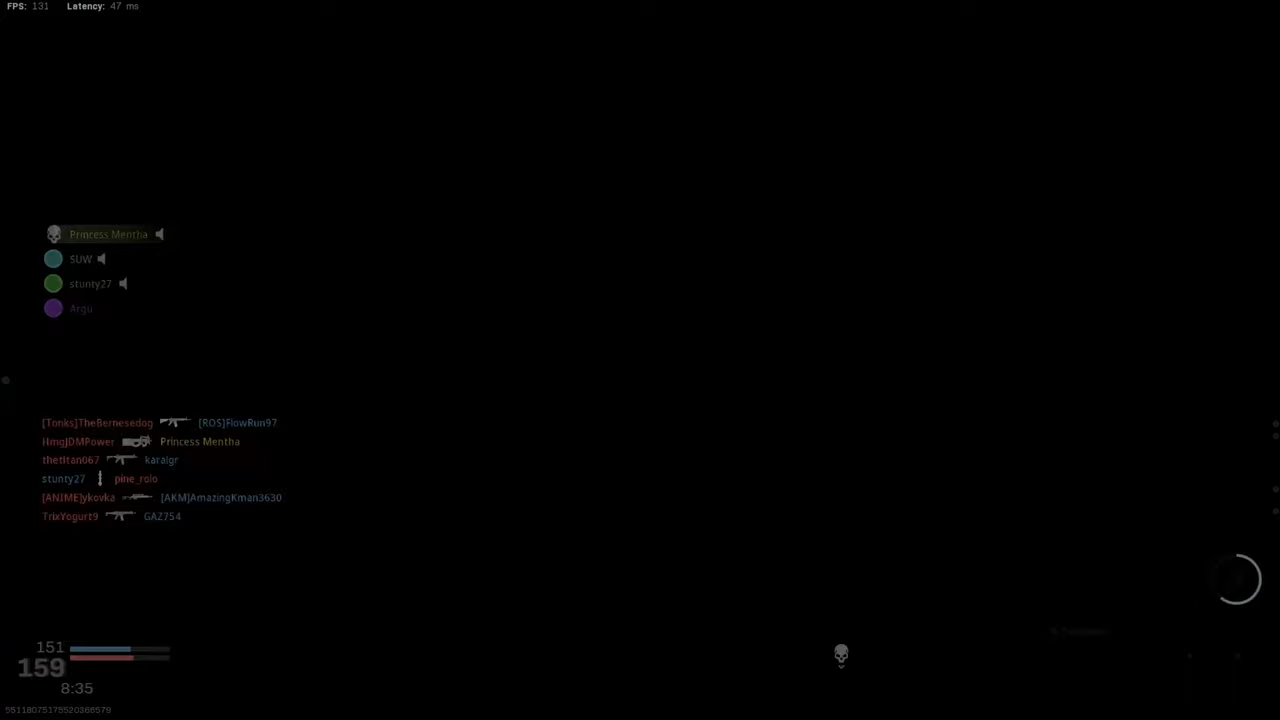 FPS: 131 Latency: 47 ms
Princess Mentha
SUW
stunty27
Argu
[Tonks]TheBernesedog [ROS]FlowRun97
HmgJDMPower Princess Mentha
thetitan067 karalgr
stunty27 pine_rolo
[ANIME]ykovka [AKM]AmazingKman3630
TrixYogurt9 GAZ754
151
159
8:35